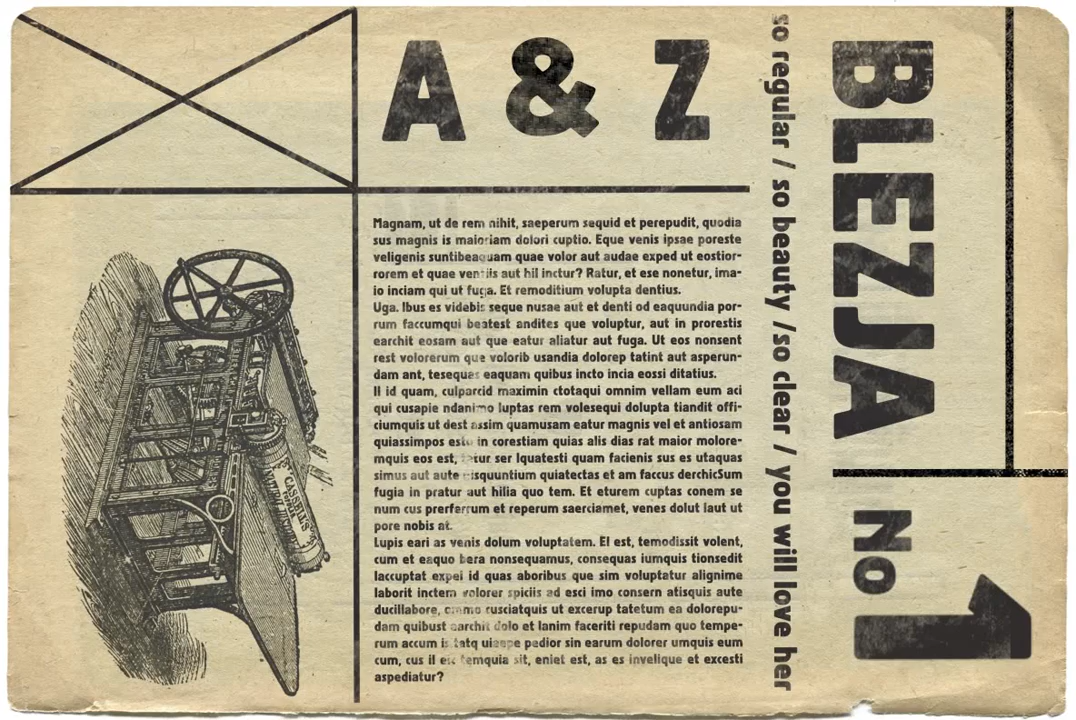 A & Z
Magnam, ut de rem nihit, saeperum sequid et perepudit, quodia
sus magnis is maioriam dolori cuptio. Eque venis ipsae poreste
veligenis suntibeaquam quae volor aut audae exped ut eostior-
rorem et quae ventiis aut hil inctur? Ratur, et ese nonetur, ima-
io inciam qui ut fuga. Et remoditium volupta dentius.
Uga. Ibus es videbis seque nusae aut et denti od eaquundia por-
rum faccumqui beatest andites que voluptur, aut in prorestis
earchit eosam aut que eatur aliatur aut fuga. Ut eos nonsent
rest volorerum que volorib usandia dolorep tatint aut asperun-
dam ant, tesequas eaquam quibus incto incia eossi ditatius.
Il id quam, culparcid maximin ctotaqui omnim vellam eum aci
qui cusapie ndanimo luptas rem volesequi dolupta tiandit offi-
ciumquis ut dest assim quamusam eatur magnis vel et antiosam
quiassimpos estu in corestiam quias alis dias rat maior molore-
mquis eos est, tetur ser Iquatesti quam facienis sus es utaquas
simus aut aute eisquuntium quiatectas et am faccus derchicSum
fugia in pratur aut hilia quo tem. Et eturem cuptas conem se
num cus prerferrum et reperum saerciamet, venes dolut laut ut
pore nobis at.
Lupis eari as venis dolum voluptatem. El est, temodissit volent,
cum et eaquo bera nonsequamus, consequas iumquis tionsedit
laccuptat expel id quas aboribus que sim voluptatur alignime
laborit inctem volorer spiciis ad esci imo consern atisquis aute
ducillabore, cusciatquis ut excerup tatetum ea dolorepu-
dam quibust earchit dolo et lanim faceriti repudam quo tempe-
rum accum is tatq pedior sin earum dolorer umquis eum
cum, cus il eic temquia sit, eniet est, as es invelique et excesti
aspediatur?
so regular / so beauty /so clear / you will love her
BLEZJA
No 1
CASSELL'S